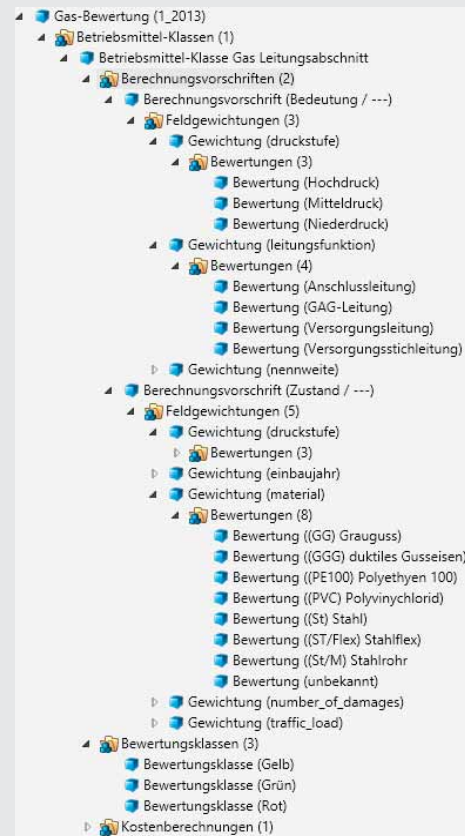 Gas-Bewertung (1_2013)
Betriebsmittel-Klassen (1)
Betriebsmittel-Klasse Gas Leitungsabschnitt
Berechnungsvorschriften (2)
Berechnungsvorschrift (Bedeutung / ---)
Feldgewichtungen (3)
Gewichtung (druckstufe)
Bewertungen (3)
Bewertung (Hochdruck)
Bewertung (Mitteldruck)
Bewertung (Niederdruck)
Gewichtung (leitungsfunktion)
Bewertungen (4)
Bewertung (Anschlussleitung)
Bewertung (GAG-Leitung)
Bewertung (Versorgungsleitung)
Bewertung (Versorgungsstichleitung)
Gewichtung (nennweite)
Berechnungsvorschrift (Zustand / ---)
Feldgewichtungen (5)
Gewichtung (druckstufe)
Bewertungen (3)
Gewichtung (einbaujahr)
Gewichtung (material)
Bewertungen (8)
Bewertung ((GG) Grauguss)
Bewertung ((GGG) duktiles Gusseisen)
Bewertung ((PE100) Polyethyen 100)
Bewertung ((PVC) Polyvinychlorid)
Bewertung ((St) Stahl)
Bewertung ((ST/Flex) Stahlflex)
Bewertung ((St/M) Stahlrohr
Bewertung (unbekannt)
Gewichtung (number_of_damages)
Gewichtung (traffic_load)
Bewertungsklassen (3)
Bewertungsklasse (Gelb)
Bewertungsklasse (Grün)
Bewertungsklasse (Rot)
Kostenberechnungen (1)